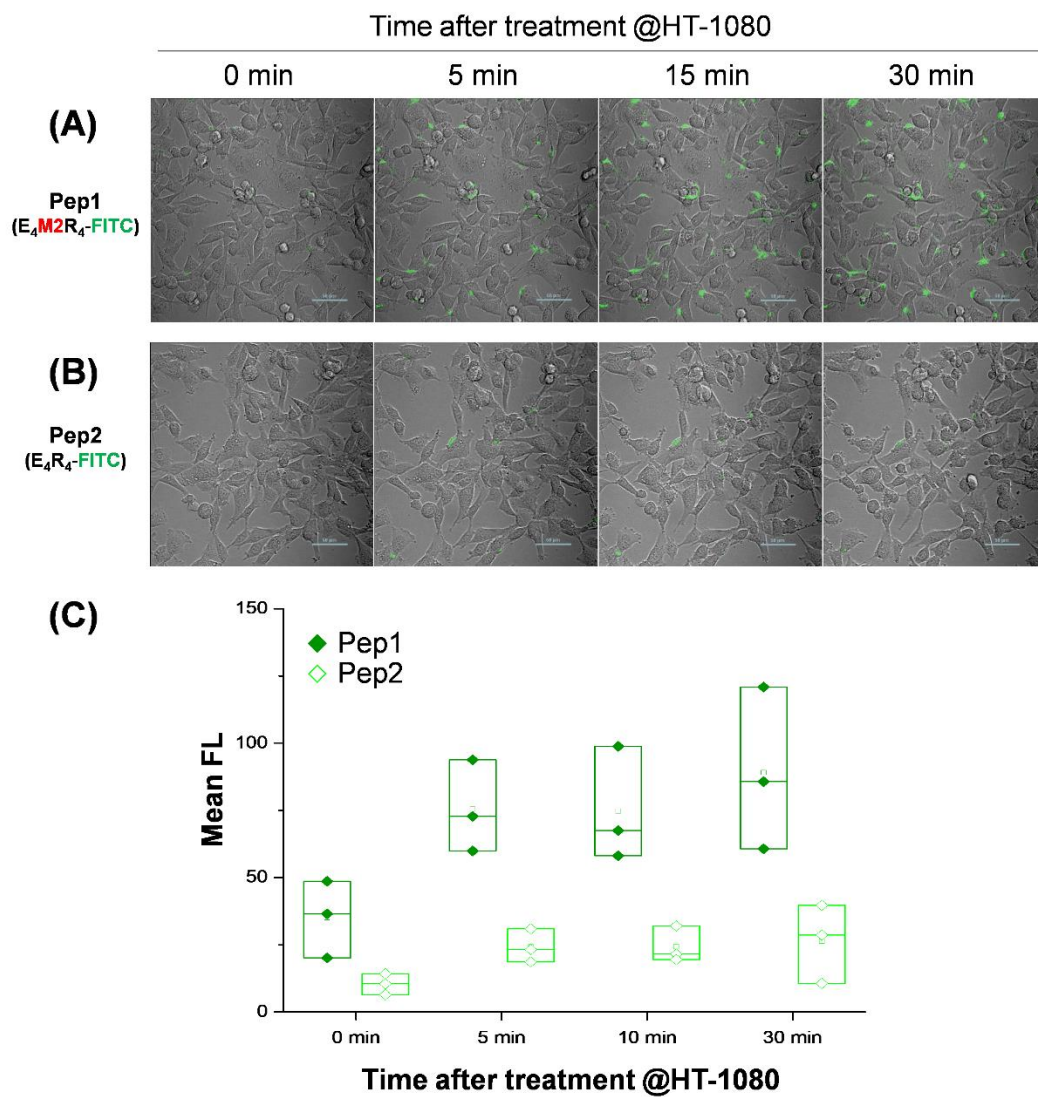 Time after treatment @HT-1080
0 min 5 min 15 min 30 min
(A)
Pep1
(E₄M2R₄-FITC)
(B)
Pep2
(E₄R₄-FITC)
(C)
150
100
50
0
Mean FL
Pep1
Pep2
0 min 5 min 10 min 30 min
Time after treatment @HT-1080